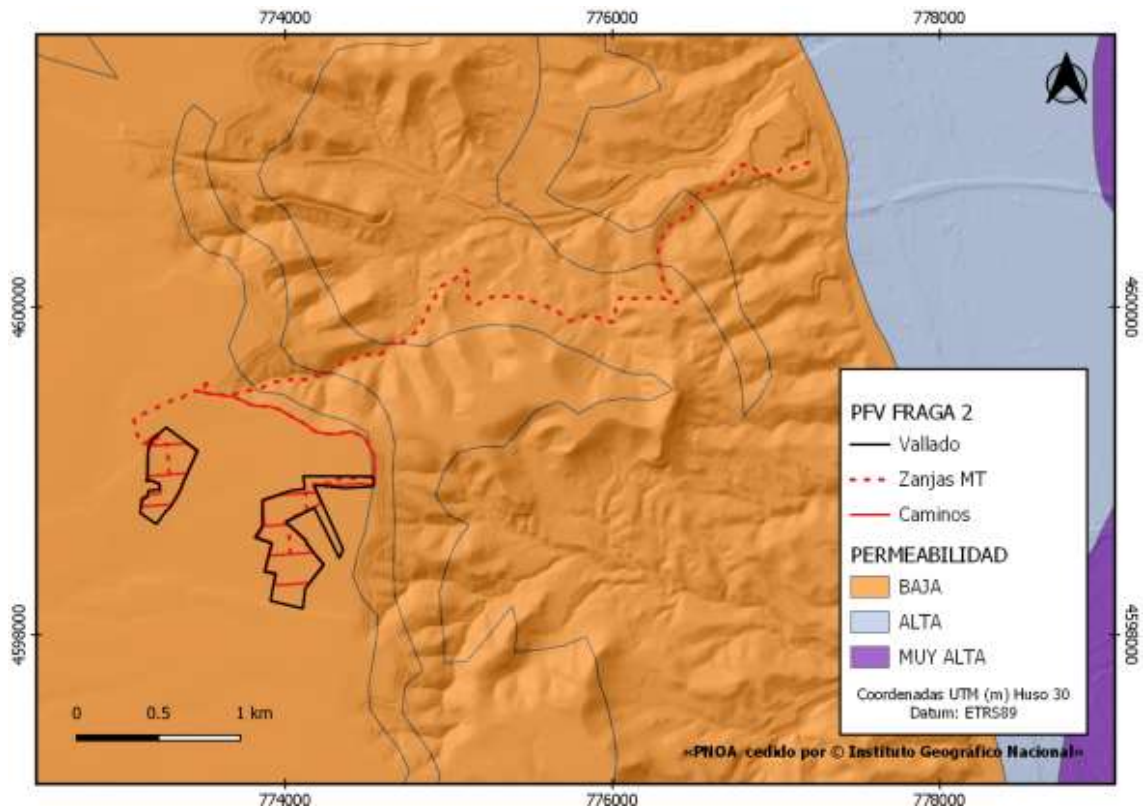 774000
776000
778000
4600000
4600000
4598000
4598000
PFV FRAGA 2
Vallado
Zanjas MT
Caminos
PERMEABILIDAD
BAJA
ALTA
MUY ALTA
Coordenadas UTM (m) Huso 30
Datum: ETRS89
0 0.5 1 km
«PNOA cedido por © Instituto Geográfico Nacional»
774000
776000
778000